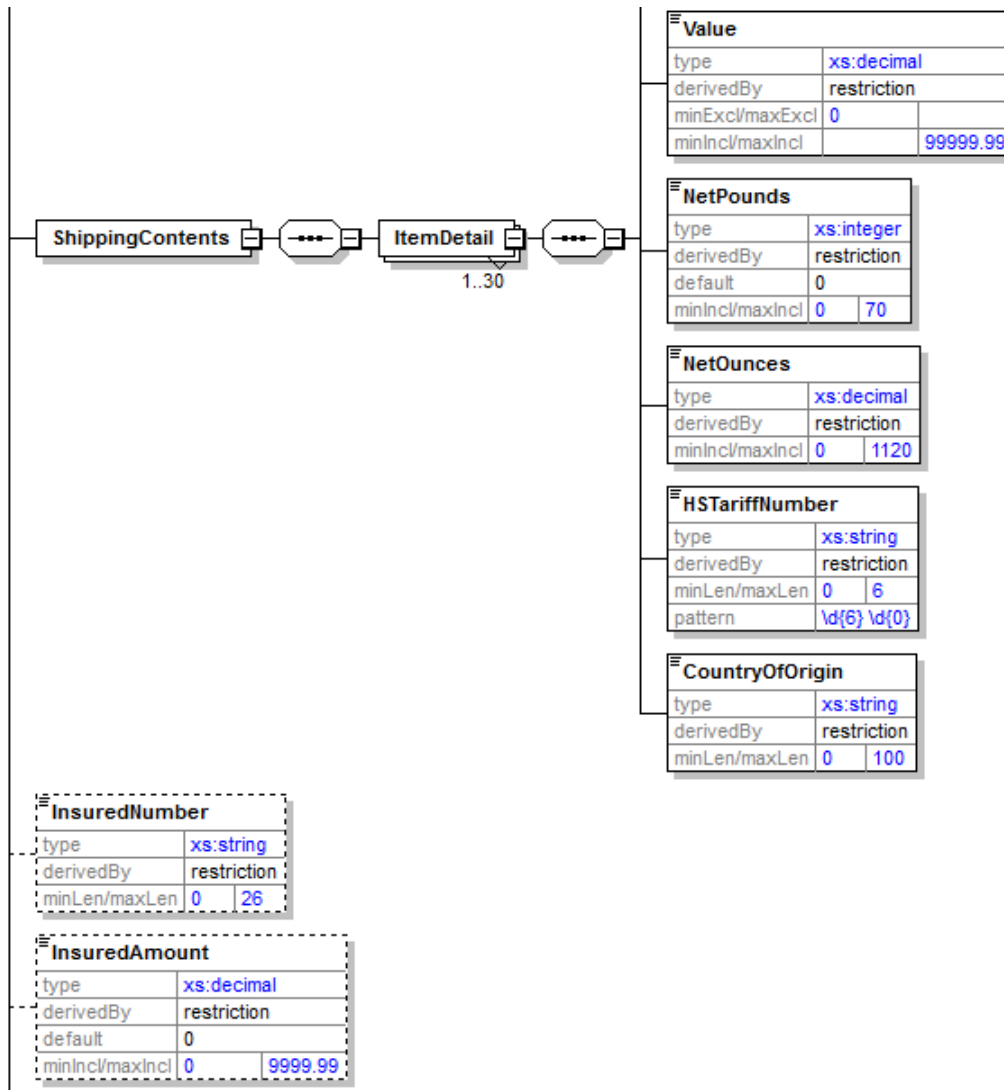 Value
type xs:decimal
derivedBy restriction
minExcl/maxExcl 0
minIncl/maxIncl 99999.99
ShippingContents
ItemDetail
1..30
NetPounds
type xs:integer
derivedBy restriction
default 0
minIncl/maxIncl 0 70
NetOunces
type xs:decimal
derivedBy restriction
minIncl/maxIncl 0 1120
HSTariffNumber
type xs:string
derivedBy restriction
minLen/maxLen 0 6
pattern \d{6} \d{0}
CountryOfOrigin
type xs:string
derivedBy restriction
minLen/maxLen 0 100
InsuredNumber
type xs:string
derivedBy restriction
minLen/maxLen 0 26
InsuredAmount
type xs:decimal
derivedBy restriction
default 0
minIncl/maxIncl 0 9999.99